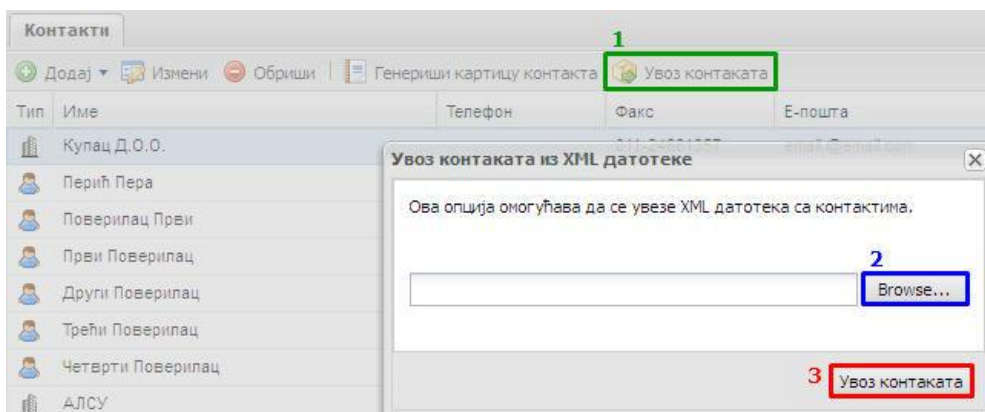 Контакти
1
Додај Измени Обриши Генериши картицу контакта Увоз контаката
Тип Име Телефон Факс Е-пошта
Купац Д.О.О.
Увоз контаката из XML датотеке
Перић Пера
Ова опција омогућава да се увезе XML датотека са контактима.
Поверилац Први
Први Поверилац
2
Други Поверилац
Browse...
Трећи Поверилац
Четврти Поверилац
3 Увоз контаката
АЛСУ